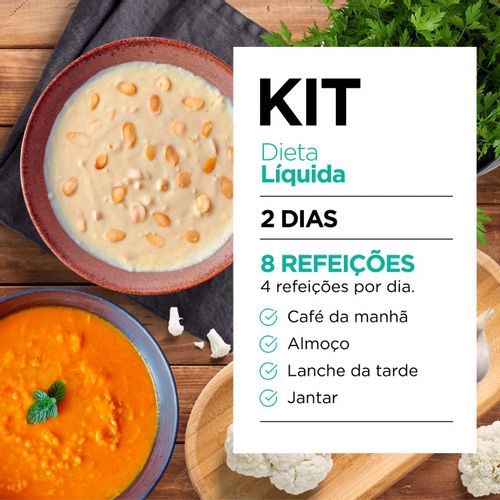 KIT
Dieta
Líquida
2 DIAS
8 REFEIÇÕES
4 refeições por dia.
Café da manhã
Almoço
Lanche da tarde
Jantar